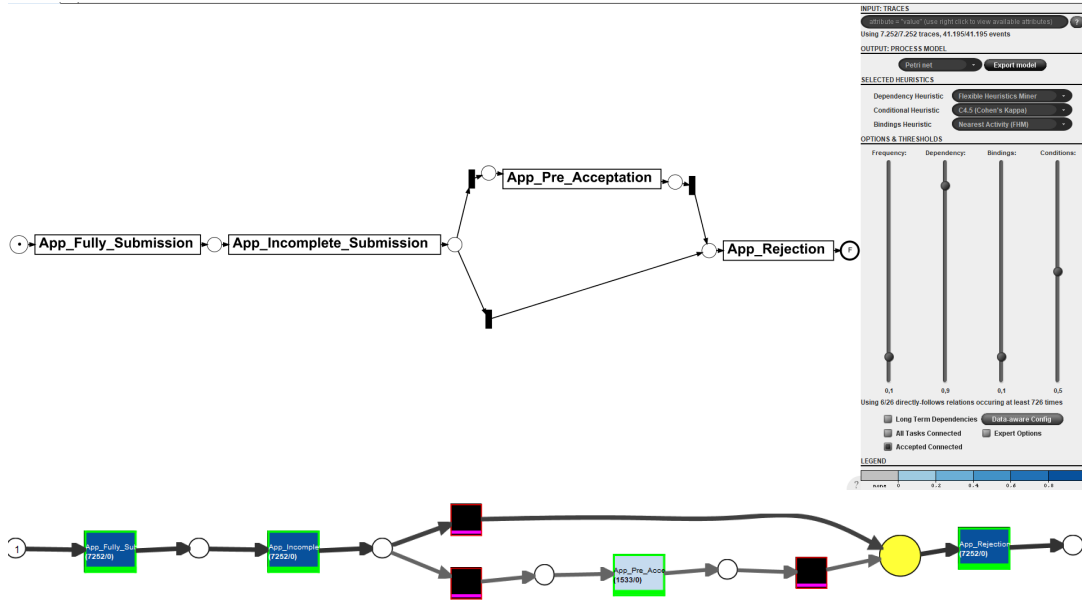 INPUT: TRACES
attribute = "value" (use right click to view available attributes)
?
Using 7.252/7.252 traces, 41.195/41.195 events
OUTPUT: PROCESS MODEL
Petri net
Export model
SELECTED HEURISTICS
Dependency Heuristic
Flexible Heuristics Miner
Conditional Heuristic
C4.5 (Cohen's Kappa)
Bindings Heuristic
Nearest Activity (FHM)
OPTIONS & THRESHOLDS
Frequency: Dependency: Bindings: Conditions:
0,1 0,9 0,1 0,5
Using 6/26 directly-follows relations occuring at least 726 times
Long Term Dependencies
Data-aware Config
All Tasks Connected
Expert Options
Accepted Connected
LEGEND
?
none 0 0.2 0.4 0.6 0.8
App_Pre_Acceptation
App_Fully_Submission
App_Incomplete_Submission
App_Rejection
F
1
App_Fully_Sub
(7252/0)
App_Incomple
(7252/0)
App_Pre_Acce
(1533/0)
App_Rejection
(7252/0)